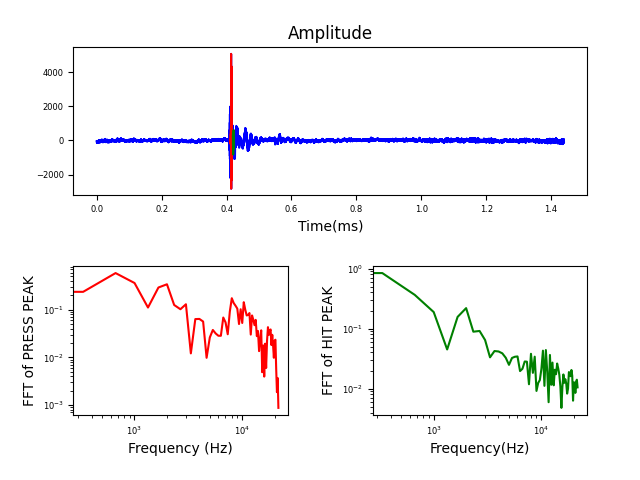 Amplitude
4000
2000
0
−2000
0.0 0.2 0.4 0.6 0.8 1.0 1.2 1.4
Time(ms)
FFT of PRESS PEAK
10⁻¹
10⁻²
10⁻³
10³ 10⁴
Frequency (Hz)
FFT of HIT PEAK
10⁰
10⁻¹
10⁻²
10³ 10⁴
Frequency(Hz)